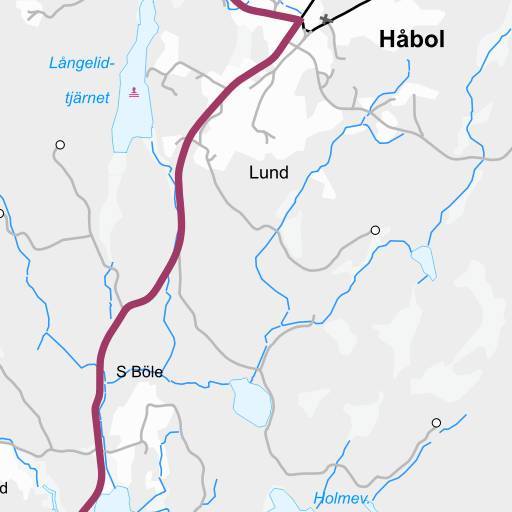 Håbol
Långelid-
tjärnet
Lund
S Böle
d
Holmev.